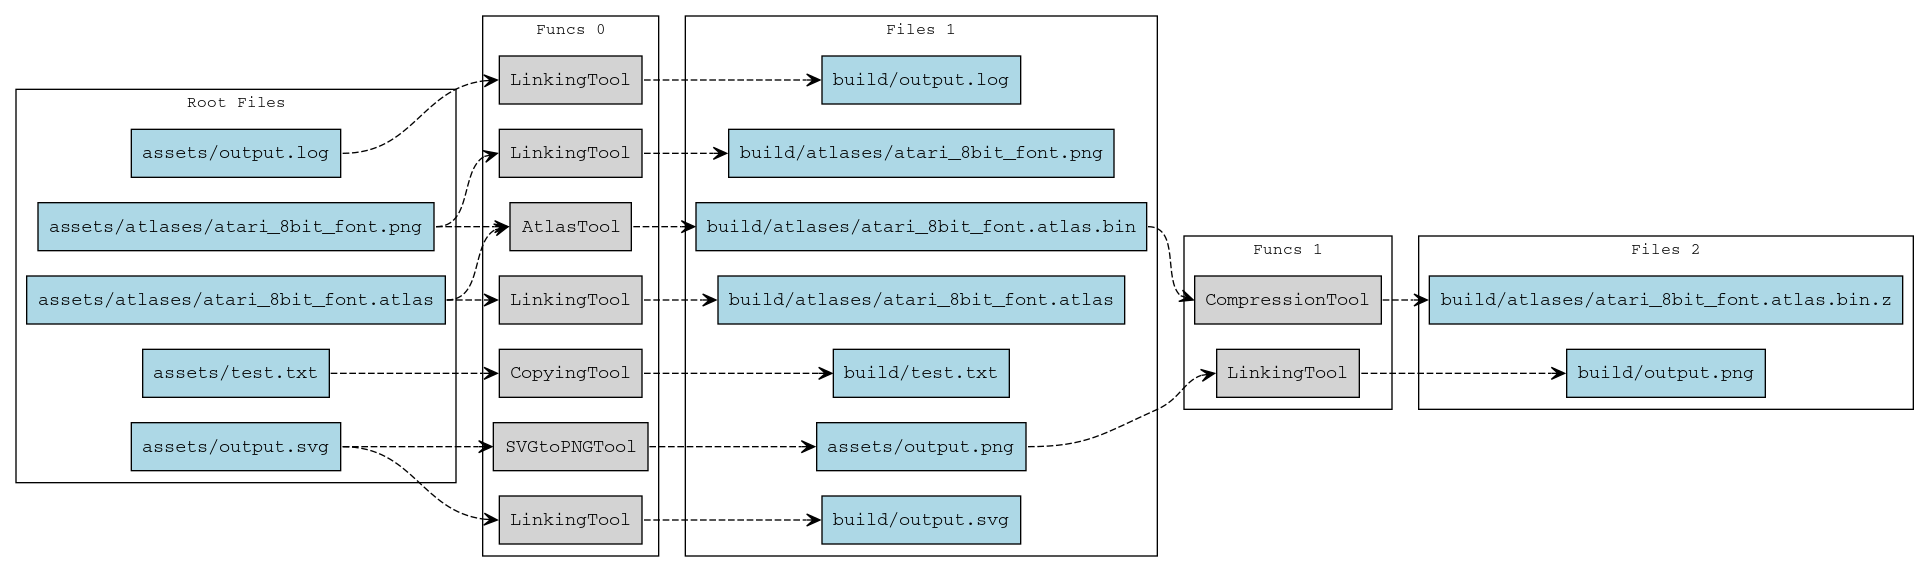 Root Files
assets/output.log
assets/atlases/atari_8bit_font.png
assets/atlases/atari_8bit_font.atlas
assets/test.txt
assets/output.svg
Funcs 0
LinkingTool
LinkingTool
AtlasTool
LinkingTool
CopyingTool
SVGtoPNGTool
LinkingTool
Files 1
build/output.log
build/atlases/atari_8bit_font.png
build/atlases/atari_8bit_font.atlas.bin
build/atlases/atari_8bit_font.atlas
build/test.txt
assets/output.png
build/output.svg
Funcs 1
CompressionTool
LinkingTool
Files 2
build/atlases/atari_8bit_font.atlas.bin.z
build/output.png